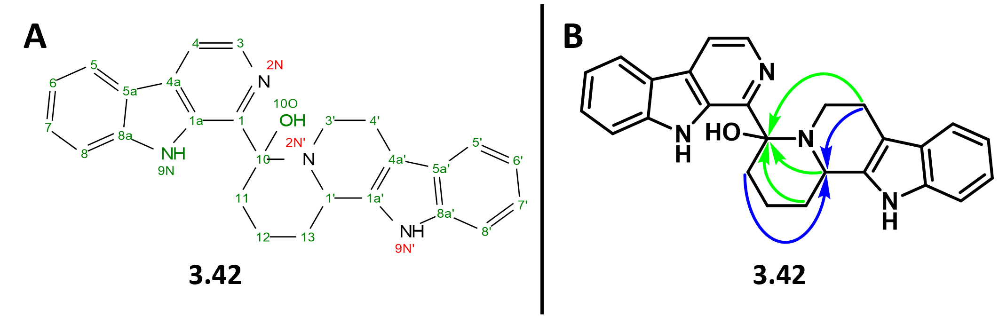 A
4
3
2N
5
N
6
4a
5a
10O
OH
1a
1
3'
4'
7
8a
2N'
5'
8
NH
10
N
4a'
6'
9N
5a'
11
1'
1a'
7'
8a'
12
13
NH
8'
9N'
3.42
B
N
HO
N
N
H
N
H
3.42